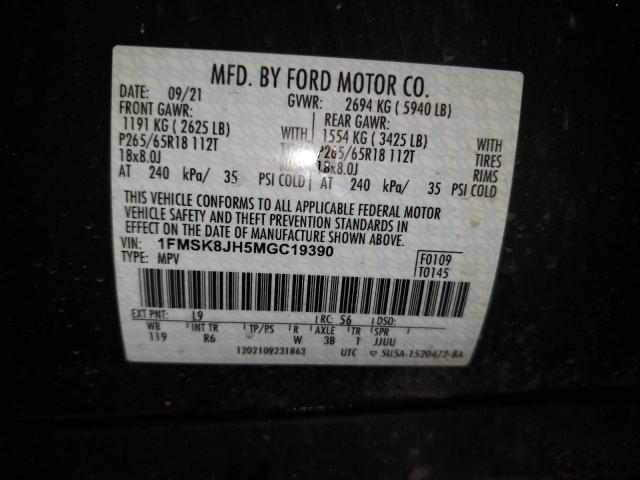 MFD. BY FORD MOTOR CO.
DATE: 09/21 GVWR: 2694 KG ( 5940 LB)
FRONT GAWR: REAR GAWR:
1191 KG ( 2625 LB) WITH 1554 KG ( 3425 LB) WITH
P265/65R18 112T TIRES P265/65R18 112T TIRES
18x8.0J RIMS 18x8.0J RIMS
AT 240 kPa/ 35 PSI COLD AT 240 kPa/ 35 PSI COLD
THIS VEHICLE CONFORMS TO ALL APPLICABLE FEDERAL MOTOR
VEHICLE SAFETY AND THEFT PREVENTION STANDARDS IN
EFFECT ON THE DATE OF MANUFACTURE SHOWN ABOVE.
VIN: 1FMSK8JH5MGC19390
TYPE: MPV
F0109
T0145
EXT PNT: L9 RC: 56 DSO:
WB INT TR TP/PS R AXLE TR SPR
119 R6 W 3B T JJUU
1202109231863 UTC 5U5A-1520472-BA